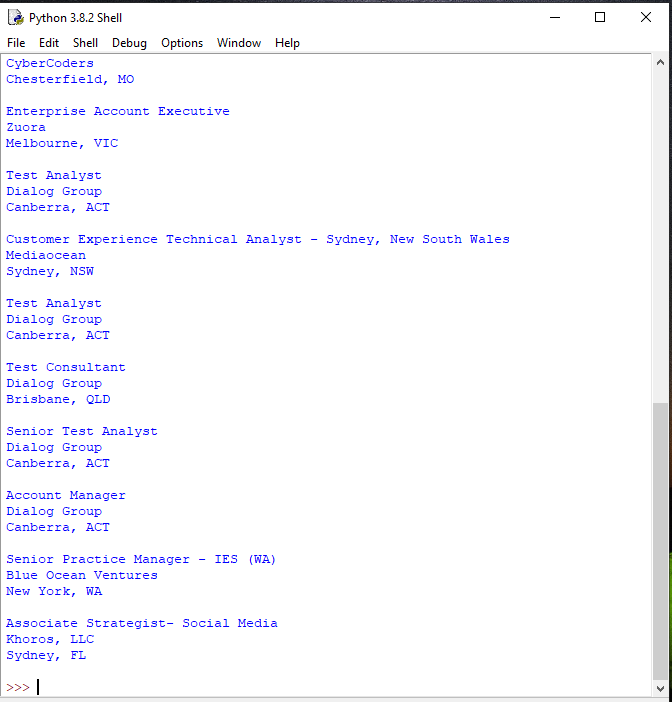 Python 3.8.2 Shell
File Edit Shell Debug Options Window Help
CyberCoders
Chesterfield, MO
Enterprise Account Executive
Zuora
Melbourne, VIC
Test Analyst
Dialog Group
Canberra, ACT
Customer Experience Technical Analyst - Sydney, New South Wales
Mediaocean
Sydney, NSW
Test Analyst
Dialog Group
Canberra, ACT
Test Consultant
Dialog Group
Brisbane, QLD
Senior Test Analyst
Dialog Group
Canberra, ACT
Account Manager
Dialog Group
Canberra, ACT
Senior Practice Manager - IES (WA)
Blue Ocean Ventures
New York, WA
Associate Strategist- Social Media
Khoros, LLC
Sydney, FL
>>>